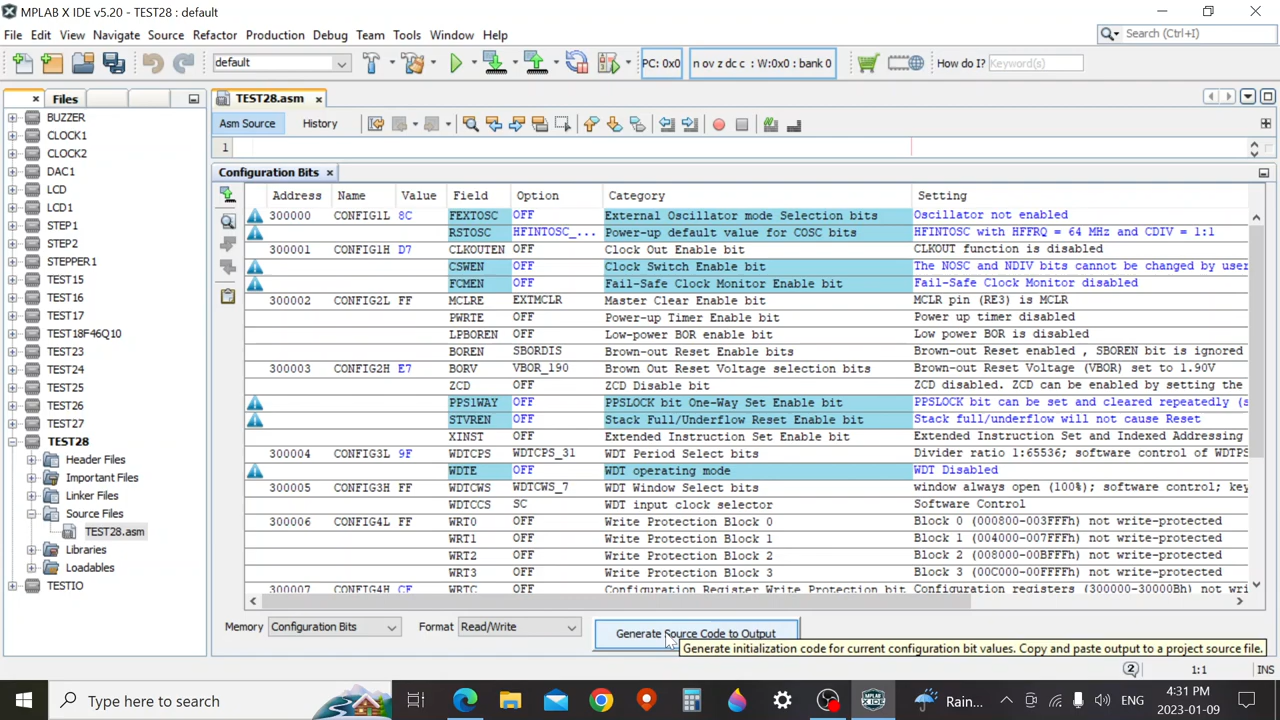 MPLAB X IDE v5.20 - TEST28 : default
File Edit View Navigate Source Refactor Production Debug Team Tools Window Help
Search (Ctrl+I)
default
PC: 0x0
n ov z dc c : W:0x0 : bank 0
How do I? Keyword(s)
Files
TEST28.asm
BUZZER
CLOCK1
CLOCK2
DAC1
LCD
LCD1
STEP1
STEP2
STEPPER1
TEST15
TEST16
TEST17
TEST18F46Q10
TEST23
TEST24
TEST25
TEST26
TEST27
TEST28
Header Files
Important Files
Linker Files
Source Files
TEST28.asm
Libraries
Loadables
TESTIO
Asm Source History
1
Configuration Bits
Address Name Value Field Option Category Setting
300000 CONFIG1L 8C FEXTOSC OFF External Oscillator mode Selection bits Oscillator not enabled
RSTOSC HFINTOSC_... Power-up default value for COSC bits HFINTOSC with HFFRQ = 64 MHz and CDIV = 1:1
300001 CONFIG1H D7 CLKOUTEN OFF Clock Out Enable bit CLKOUT function is disabled
CSWEN OFF Clock Switch Enable bit The NOSC and NDIV bits cannot be changed by user
FCMEN OFF Fail-Safe Clock Monitor Enable bit Fail-Safe Clock Monitor disabled
300002 CONFIG2L FF MCLRE EXTMCLR Master Clear Enable bit MCLR pin (RE3) is MCLR
PWRTE OFF Power-up Timer Enable bit Power up timer disabled
LPBOREN OFF Low-power BOR enable bit Low power BOR is disabled
BOREN SBORDIS Brown-out Reset Enable bits Brown-out Reset enabled , SBOREN bit is ignored
300003 CONFIG2H E7 BORV VBOR_190 Brown Out Reset Voltage selection bits Brown-out Reset Voltage (VBOR) set to 1.90V
ZCD OFF ZCD Disable bit ZCD disabled. ZCD can be enabled by setting the
PPS1WAY OFF PPSLOCK bit One-Way Set Enable bit PPSLOCK bit can be set and cleared repeatedly (s
STVREN OFF Stack Full/Underflow Reset Enable bit Stack full/underflow will not cause Reset
XINST OFF Extended Instruction Set Enable bit Extended Instruction Set and Indexed Addressing
300004 CONFIG3L 9F WDTCPS WDTCPS_31 WDT Period Select bits Divider ratio 1:65536; software control of WDTPS
WDTE OFF WDT operating mode WDT Disabled
300005 CONFIG3H FF WDTCWS WDTCWS_7 WDT Window Select bits window always open (100%); software control; key
WDTCCS SC WDT input clock selector Software Control
300006 CONFIG4L FF WRT0 OFF Write Protection Block 0 Block 0 (000800-003FFFh) not write-protected
WRT1 OFF Write Protection Block 1 Block 1 (004000-007FFFh) not write-protected
WRT2 OFF Write Protection Block 2 Block 2 (008000-00BFFFh) not write-protected
WRT3 OFF Write Protection Block 3 Block 3 (00C000-00FFFFh) not write-protected
300007 CONFIG4H CF WRTC OFF Configuration Register Write Protection bit Configuration registers (300000-30000Bh) not wri
Memory Configuration Bits Format Read/Write Generate Source Code to Output
Generate initialization code for current configuration bit values. Copy and paste output to a project source file.
2 1:1 INS
Type here to search
Rain...
ENG
4:31 PM
2023-01-09